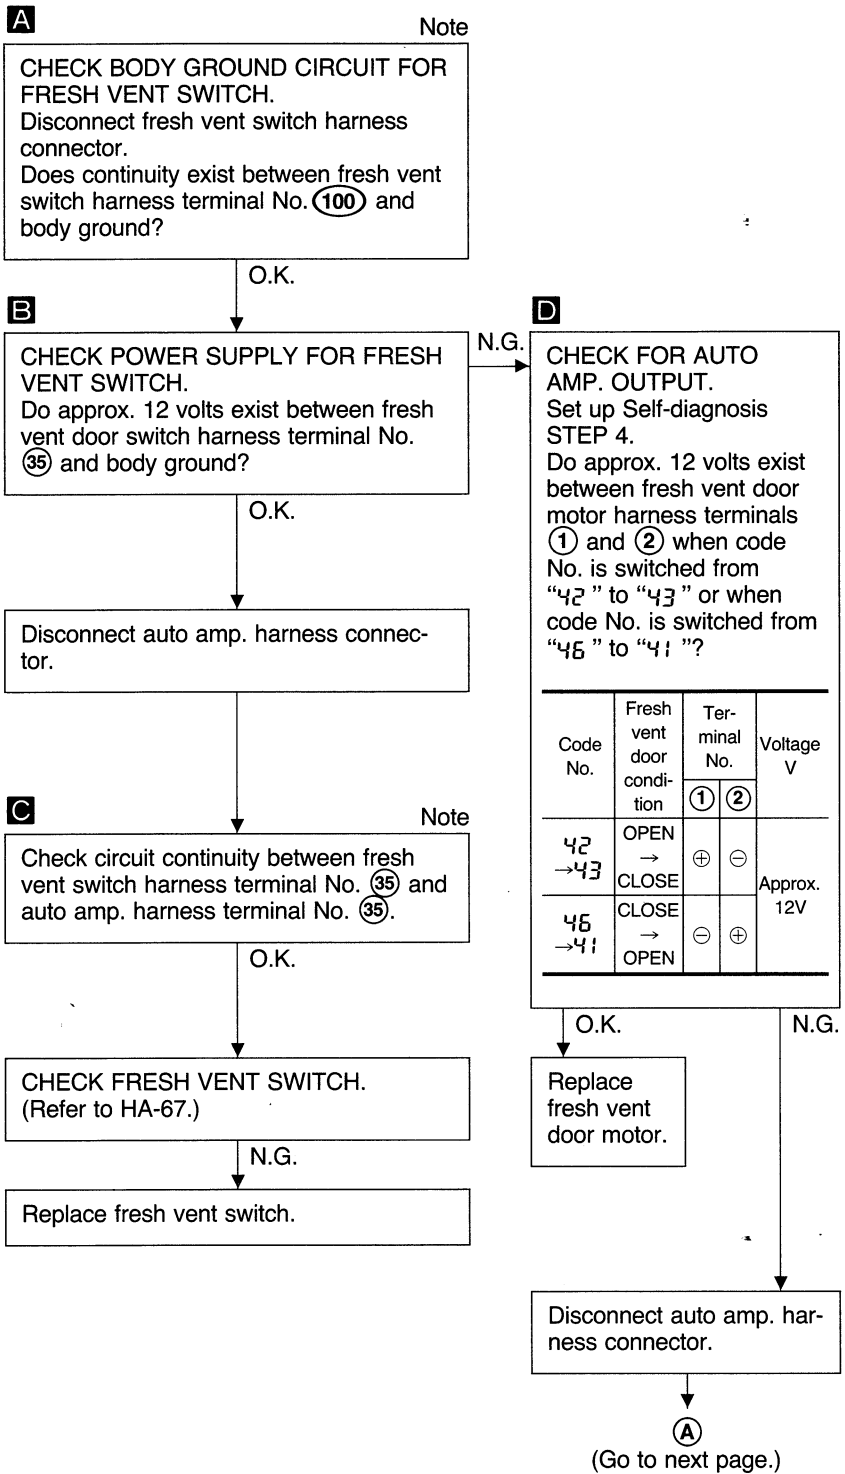 A
Note
CHECK BODY GROUND CIRCUIT FOR
FRESH VENT SWITCH.
Disconnect fresh vent switch harness
connector.
Does continuity exist between fresh vent
switch harness terminal No. 100 and
body ground?
O.K.
B
CHECK POWER SUPPLY FOR FRESH
VENT SWITCH.
Do approx. 12 volts exist between fresh
vent door switch harness terminal No.
35 and body ground?
N.G.
O.K.
Disconnect auto amp. harness connec-
tor.
C
Note
Check circuit continuity between fresh
vent switch harness terminal No. 35 and
auto amp. harness terminal No. 35.
O.K.
CHECK FRESH VENT SWITCH.
(Refer to HA-67.)
N.G.
Replace fresh vent switch.
D
CHECK FOR AUTO
AMP. OUTPUT.
Set up Self-diagnosis
STEP 4.
Do approx. 12 volts exist
between fresh vent door
motor harness terminals
① and ② when code
No. is switched from
“42” to “43” or when
code No. is switched from
“46” to “41”?
Code
No.
Fresh
vent
door
condi-
tion
Ter-
minal
No.
① ②
Voltage
V
42
→43
OPEN
→
CLOSE
⊕ ⊖
46
→41
CLOSE
→
OPEN
⊖ ⊕
Approx.
12V
O.K.
N.G.
Replace
fresh vent
door motor.
Disconnect auto amp. har-
ness connector.
A
(Go to next page.)